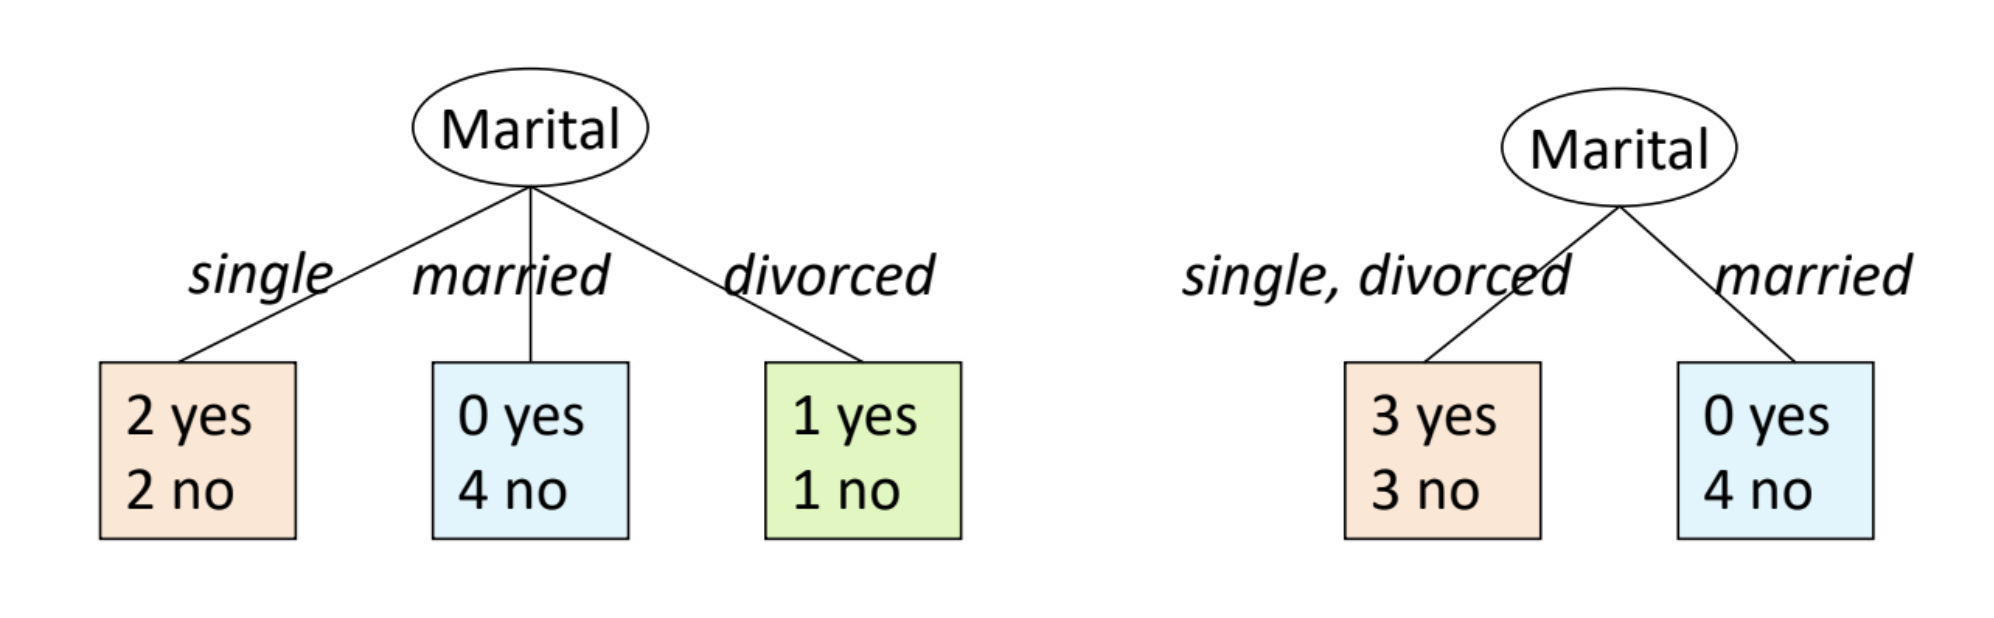 Marital
single
married
divorced
2 yes
2 no
0 yes
4 no
1 yes
1 no
Marital
single, divorced
married
3 yes
3 no
0 yes
4 no